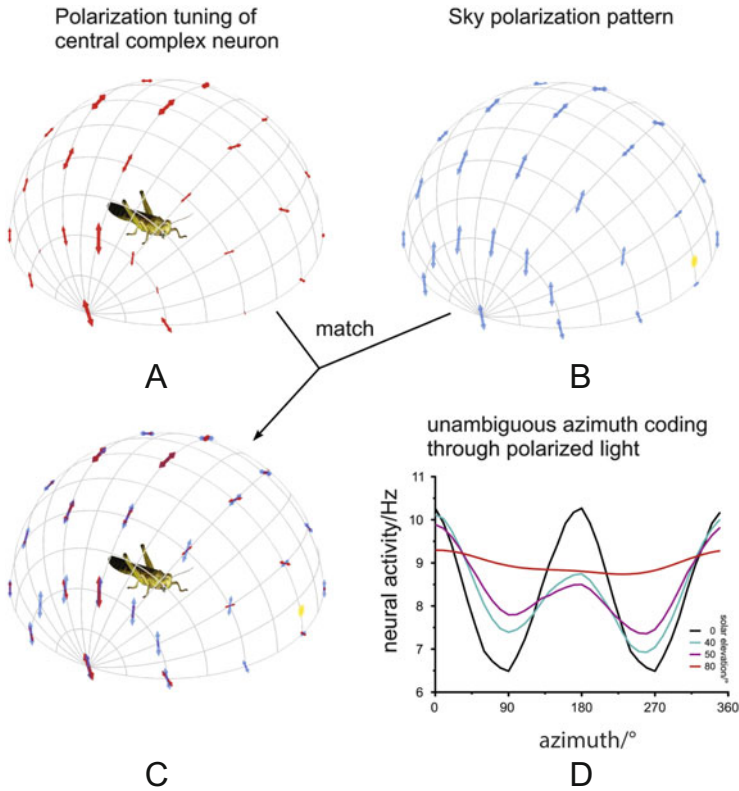 Polarization tuning of
central complex neuron
Sky polarization pattern
match
A
B
unambiguous azimuth coding
through polarized light
neural activity/Hz
11
10
9
8
7
6
0
90
180
270
360
azimuth/°
solar elevation/°
0
40
50
80
C
D